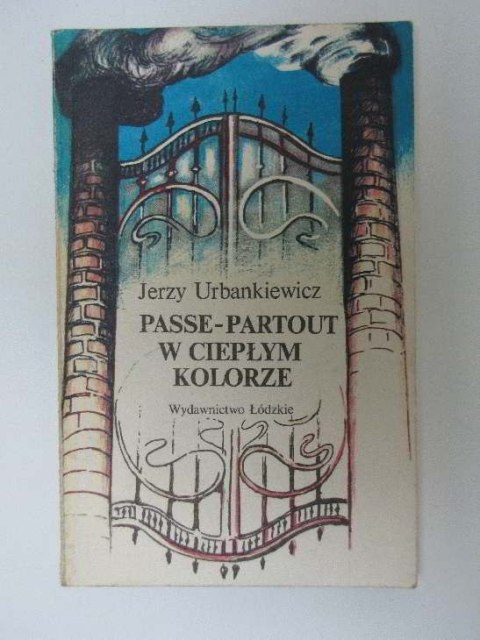 Jerzy Urbankiewicz
PASSE-PARTOUT
W CIEPŁYM
KOLORZE
Wydawnictwo Łódzkie